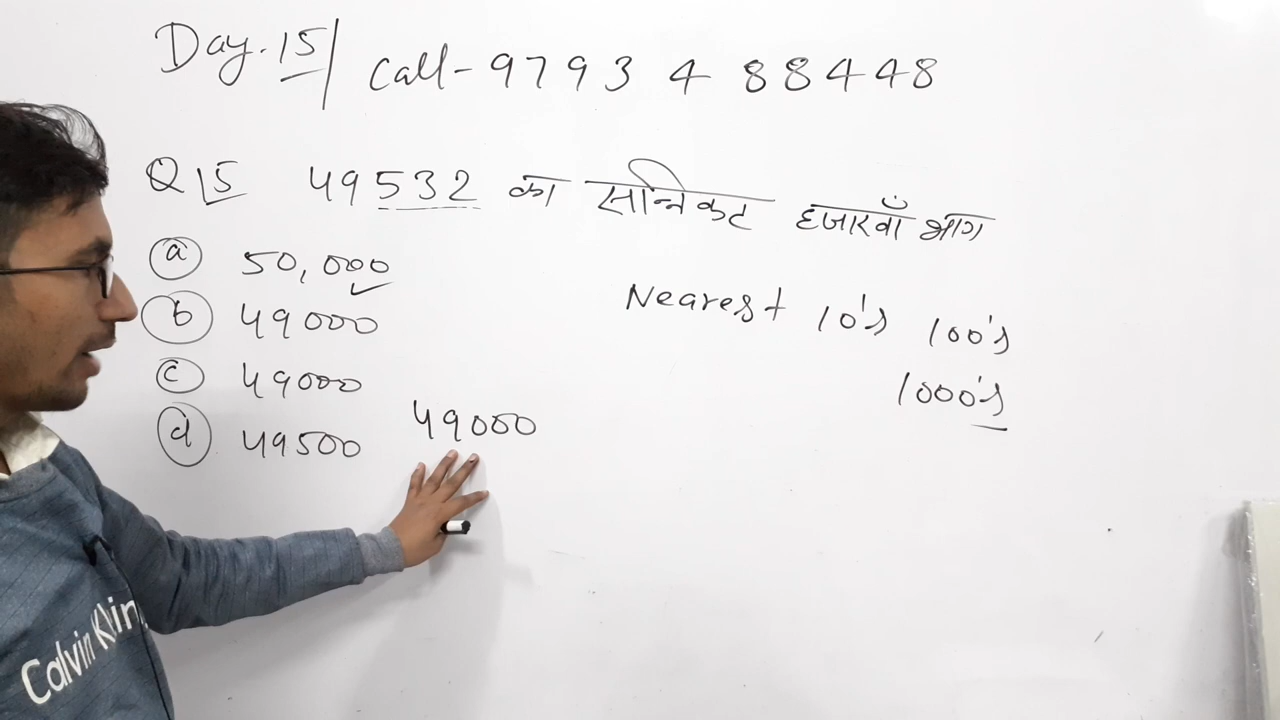 Day. 15 | Call - 9793 4 88448
Q 15 49532 का सन्निकट हजारवाँ भाग
(a) 50,000 ✓
(b) 49000
(c) 49000
(d) 49500
49000
Nearest 10's 100's
1000's
Calvin Klein